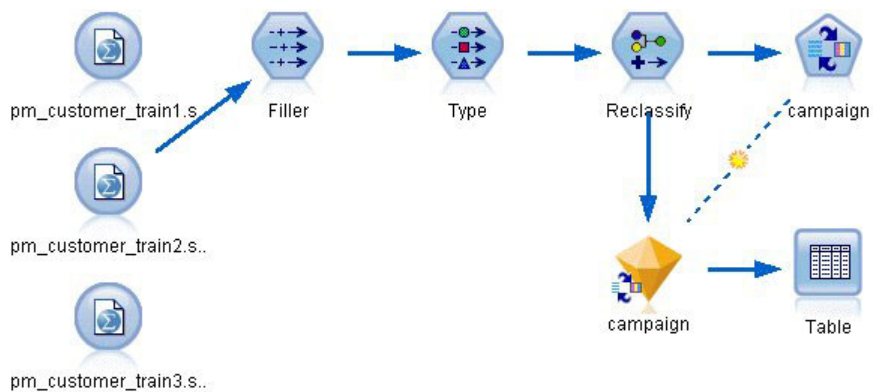 pm_customer_train1.s
Filler
Type
Reclassify
campaign
pm_customer_train2.s..
campaign
Table
pm_customer_train3.s..